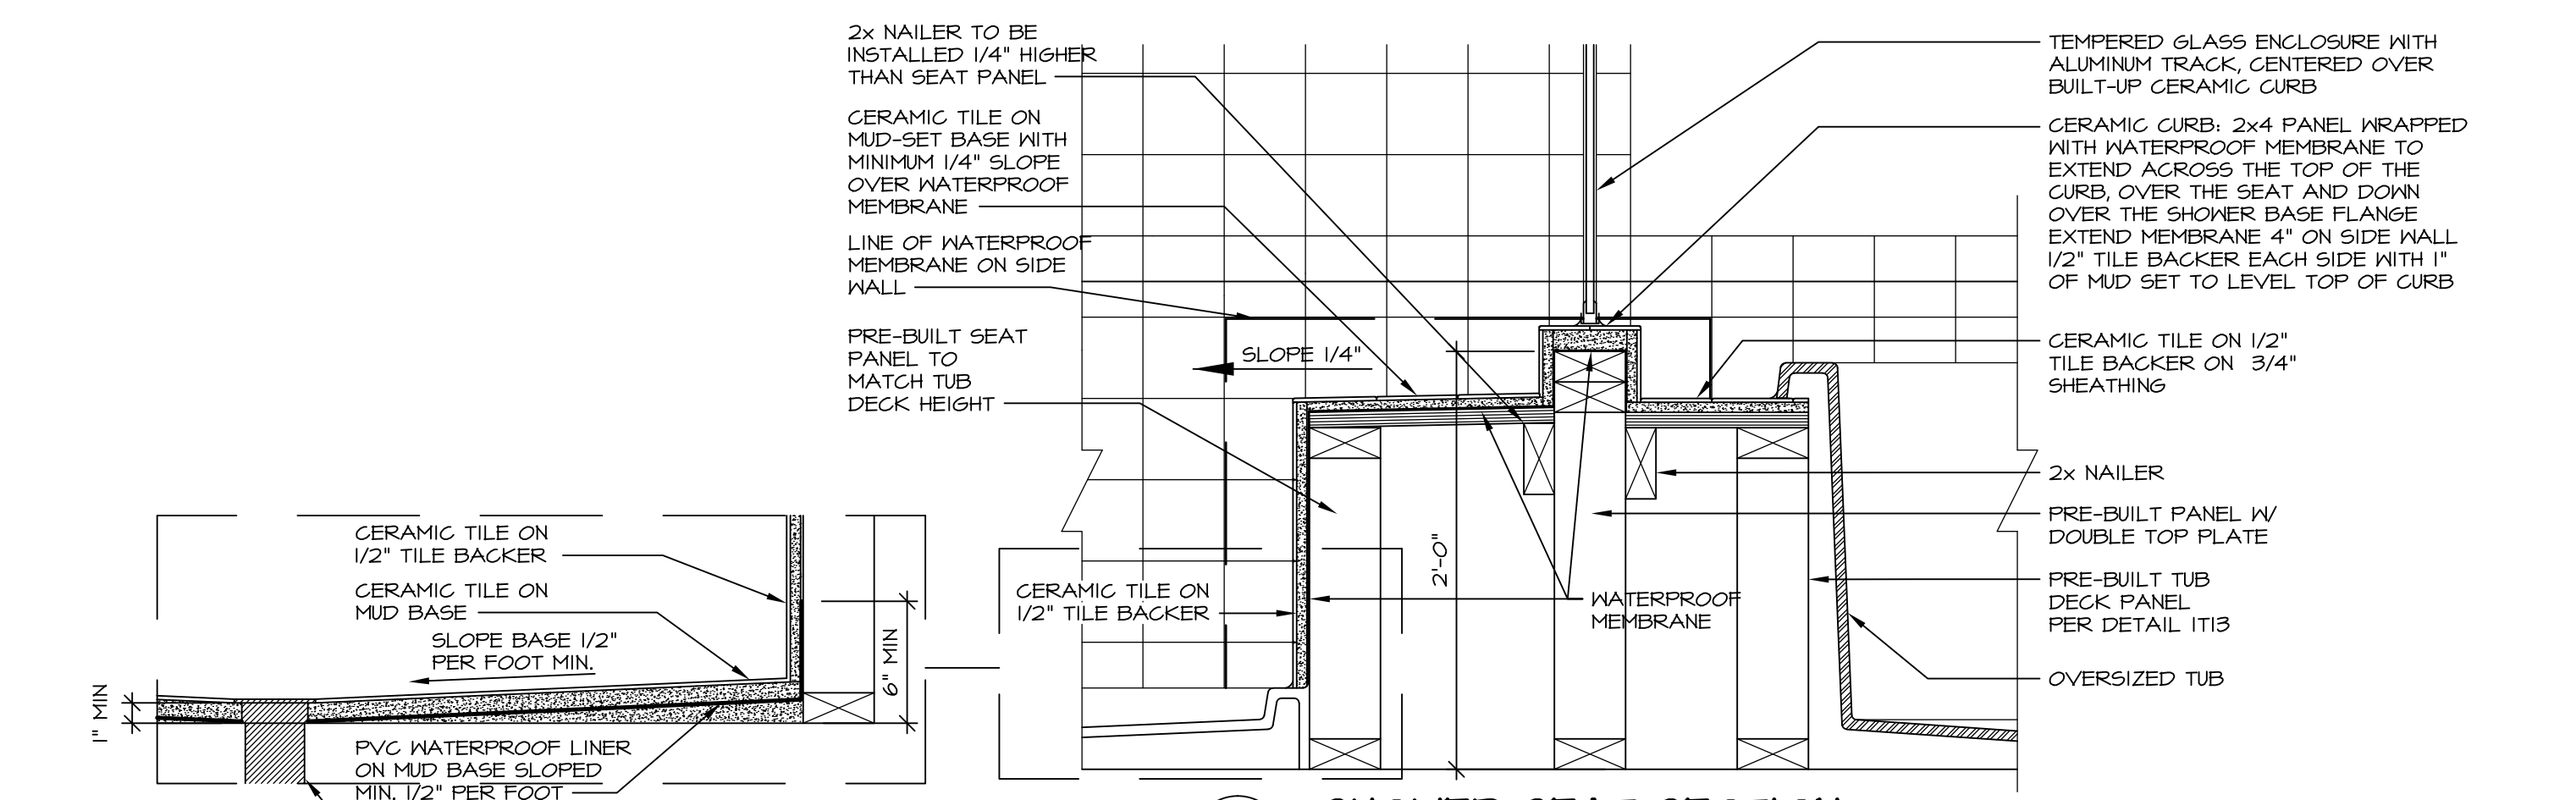 2x NAILER TO BE
INSTALLED 1/4" HIGHER
THAN SEAT PANEL
CERAMIC TILE ON
MUD-SET BASE WITH
MINIMUM 1/4" SLOPE
OVER WATERPROOF
MEMBRANE
LINE OF WATERPROOF
MEMBRANE ON SIDE
WALL
PRE-BUILT SEAT
PANEL TO
MATCH TUB
DECK HEIGHT
SLOPE 1/4"
TEMPERED GLASS ENCLOSURE WITH
ALUMINUM TRACK, CENTERED OVER
BUILT-UP CERAMIC CURB
CERAMIC CURB: 2x4 PANEL WRAPPED
WITH WATERPROOF MEMBRANE TO
EXTEND ACROSS THE TOP OF THE
CURB, OVER THE SEAT AND DOWN
OVER THE SHOWER BASE FLANGE
EXTEND MEMBRANE 4" ON SIDE WALL
1/2" TILE BACKER EACH SIDE WITH 1"
OF MUD SET TO LEVEL TOP OF CURB
CERAMIC TILE ON 1/2"
TILE BACKER ON 3/4"
SHEATHING
2x NAILER
PRE-BUILT PANEL W/
DOUBLE TOP PLATE
PRE-BUILT TUB
DECK PANEL
PER DETAIL 1T13
OVERSIZED TUB
2'-0"
WATERPROOF
MEMBRANE
CERAMIC TILE ON
1/2" TILE BACKER
CERAMIC TILE ON
1/2" TILE BACKER
CERAMIC TILE ON
MUD BASE
SLOPE BASE 1/2"
PER FOOT MIN.
6" MIN
1" MIN
PVC WATERPROOF LINER
ON MUD BASE SLOPED
MIN. 1/2" PER FOOT